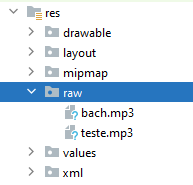 res
drawable
layout
mipmap
raw
bach.mp3
teste.mp3
values
xml